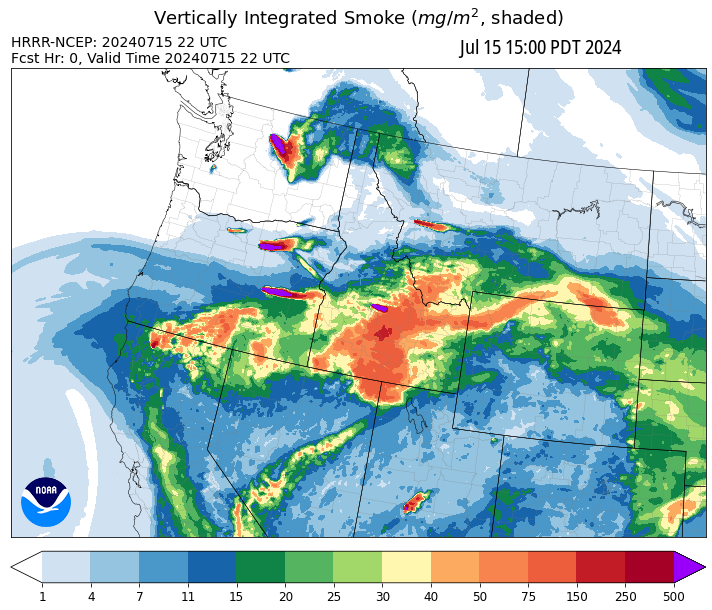 Vertically Integrated Smoke (mg/m², shaded)
HRRR-NCEP: 20240715 22 UTC
Fcst Hr: 0, Valid Time 20240715 22 UTC
Jul 15 15:00 PDT 2024
NOAA
1 4 7 11 15 20 25 30 40 50 75 150 250 500